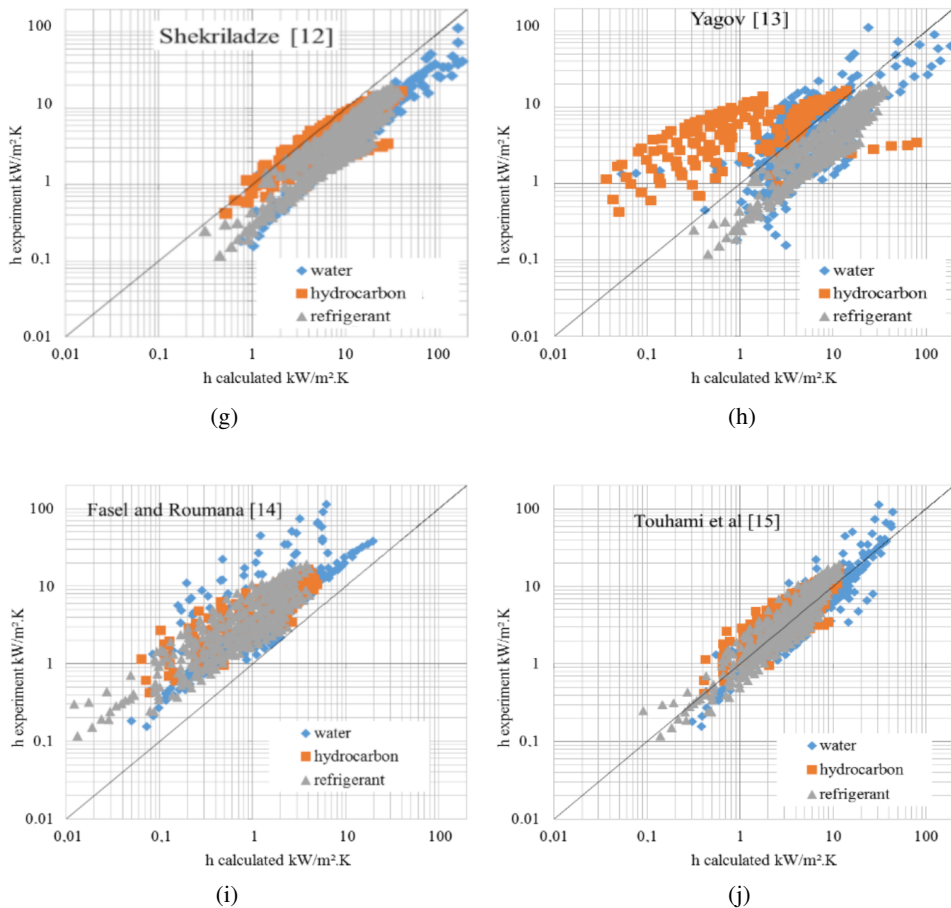 Shekriladze [12]
100
10
1
0.1
0.01
h experiment kW/m².K
water
hydrocarbon
refrigerant
0,01
0,1
1
10
100
h calculated kW/m².K
(g)
Yagov [13]
100
10
1
0.1
0.01
h experiment kW/m².K
water
hydrocarbon
refrigerant
0,01
0,1
1
10
100
h calculated kW/m².K
(h)
Fasel and Roumana [14]
100
10
1
0.1
0.01
h experiment kW/m².K
water
hydrocarbon
refrigerant
0,01
0,1
1
10
100
h calculated kW/m².K
(i)
Touhami et al [15]
100
10
1
0.1
0.01
h experiment kW/m².K
water
hydrocarbon
refrigerant
0,01
0,1
1
10
100
h calculated kW/m².K
(j)